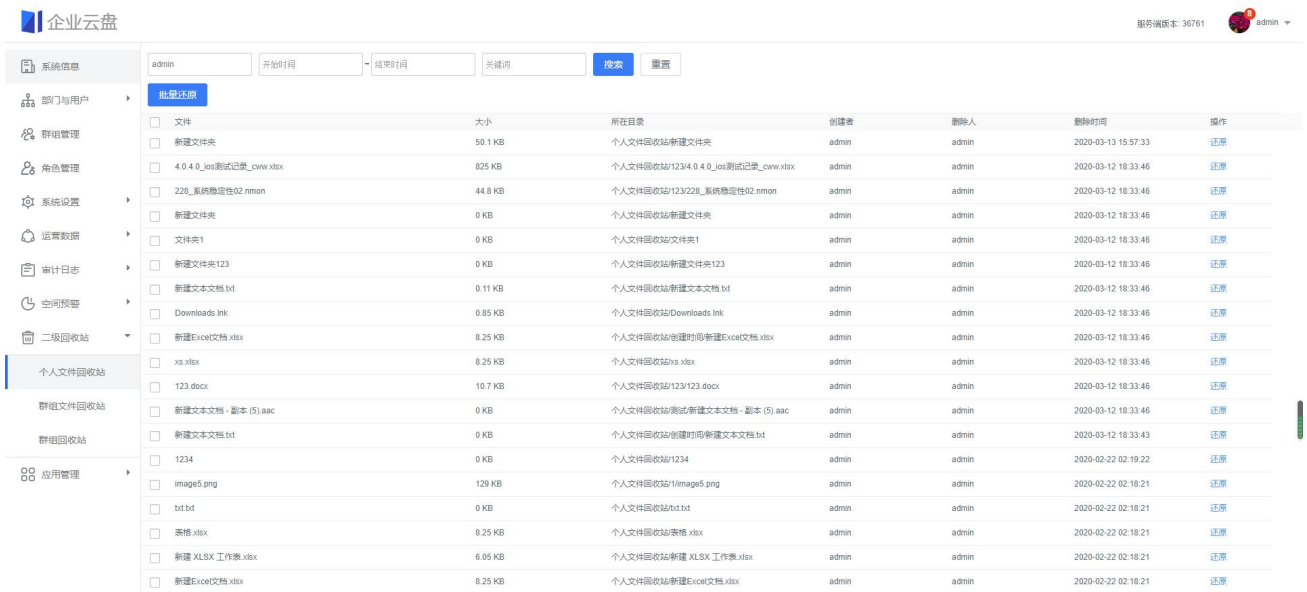 企业云盘
服务端版本: 36761 8 admin
系统信息
部门与用户
群组管理
角色管理
系统设置
运营数据
审计日志
空间预警
二级回收站
个人文件回收站
群组文件回收站
群组回收站
应用管理
admin 开始时间 - 结束时间 关键词 搜索 重置
批量还原
文件 大小 所在目录 创建者 删除人 删除时间 操作
新建文件夹 50.1 KB 个人文件回收站/新建文件夹 admin admin 2020-03-13 15:57:33 还原
4.0.4.0_ios测试记录_cww.xlsx 825 KB 个人文件回收站/123/4.0.4.0_ios测试记录_cww.xlsx admin admin 2020-03-12 18:33:46 还原
228_系统稳定性02.nmon 44.8 KB 个人文件回收站/123/228_系统稳定性02.nmon admin admin 2020-03-12 18:33:46 还原
新建文件夹 0 KB 个人文件回收站/新建文件夹 admin admin 2020-03-12 18:33:46 还原
文件夹1 0 KB 个人文件回收站/文件夹1 admin admin 2020-03-12 18:33:46 还原
新建文件夹123 0 KB 个人文件回收站/新建文件夹123 admin admin 2020-03-12 18:33:46 还原
新建文本文档.txt 0.11 KB 个人文件回收站/新建文本文档.txt admin admin 2020-03-12 18:33:46 还原
Downloads.lnk 0.85 KB 个人文件回收站/Downloads.lnk admin admin 2020-03-12 18:33:46 还原
新建Excel文档.xlsx 8.25 KB 个人文件回收站/创建时间/新建Excel文档.xlsx admin admin 2020-03-12 18:33:46 还原
xs.xlsx 8.25 KB 个人文件回收站/xs.xlsx admin admin 2020-03-12 18:33:46 还原
123.docx 10.7 KB 个人文件回收站/123/123.docx admin admin 2020-03-12 18:33:46 还原
新建文本文档 - 副本 (5).aac 0 KB 个人文件回收站/测试/新建文本文档 - 副本 (5).aac admin admin 2020-03-12 18:33:46 还原
新建文本文档.txt 0 KB 个人文件回收站/创建时间/新建文本文档.txt admin admin 2020-03-12 18:33:43 还原
1234 0 KB 个人文件回收站/1234 admin admin 2020-02-22 02:19:22 还原
image5.png 129 KB 个人文件回收站/1/image5.png admin admin 2020-02-22 02:18:21 还原
txt.txt 0 KB 个人文件回收站/txt.txt admin admin 2020-02-22 02:18:21 还原
表格.xlsx 8.25 KB 个人文件回收站/表格.xlsx admin admin 2020-02-22 02:18:21 还原
新建 XLSX 工作表.xlsx 6.05 KB 个人文件回收站/新建 XLSX 工作表.xlsx admin admin 2020-02-22 02:18:21 还原
新建Excel文档.xlsx 8.25 KB 个人文件回收站/新建Excel文档.xlsx admin admin 2020-02-22 02:18:21 还原